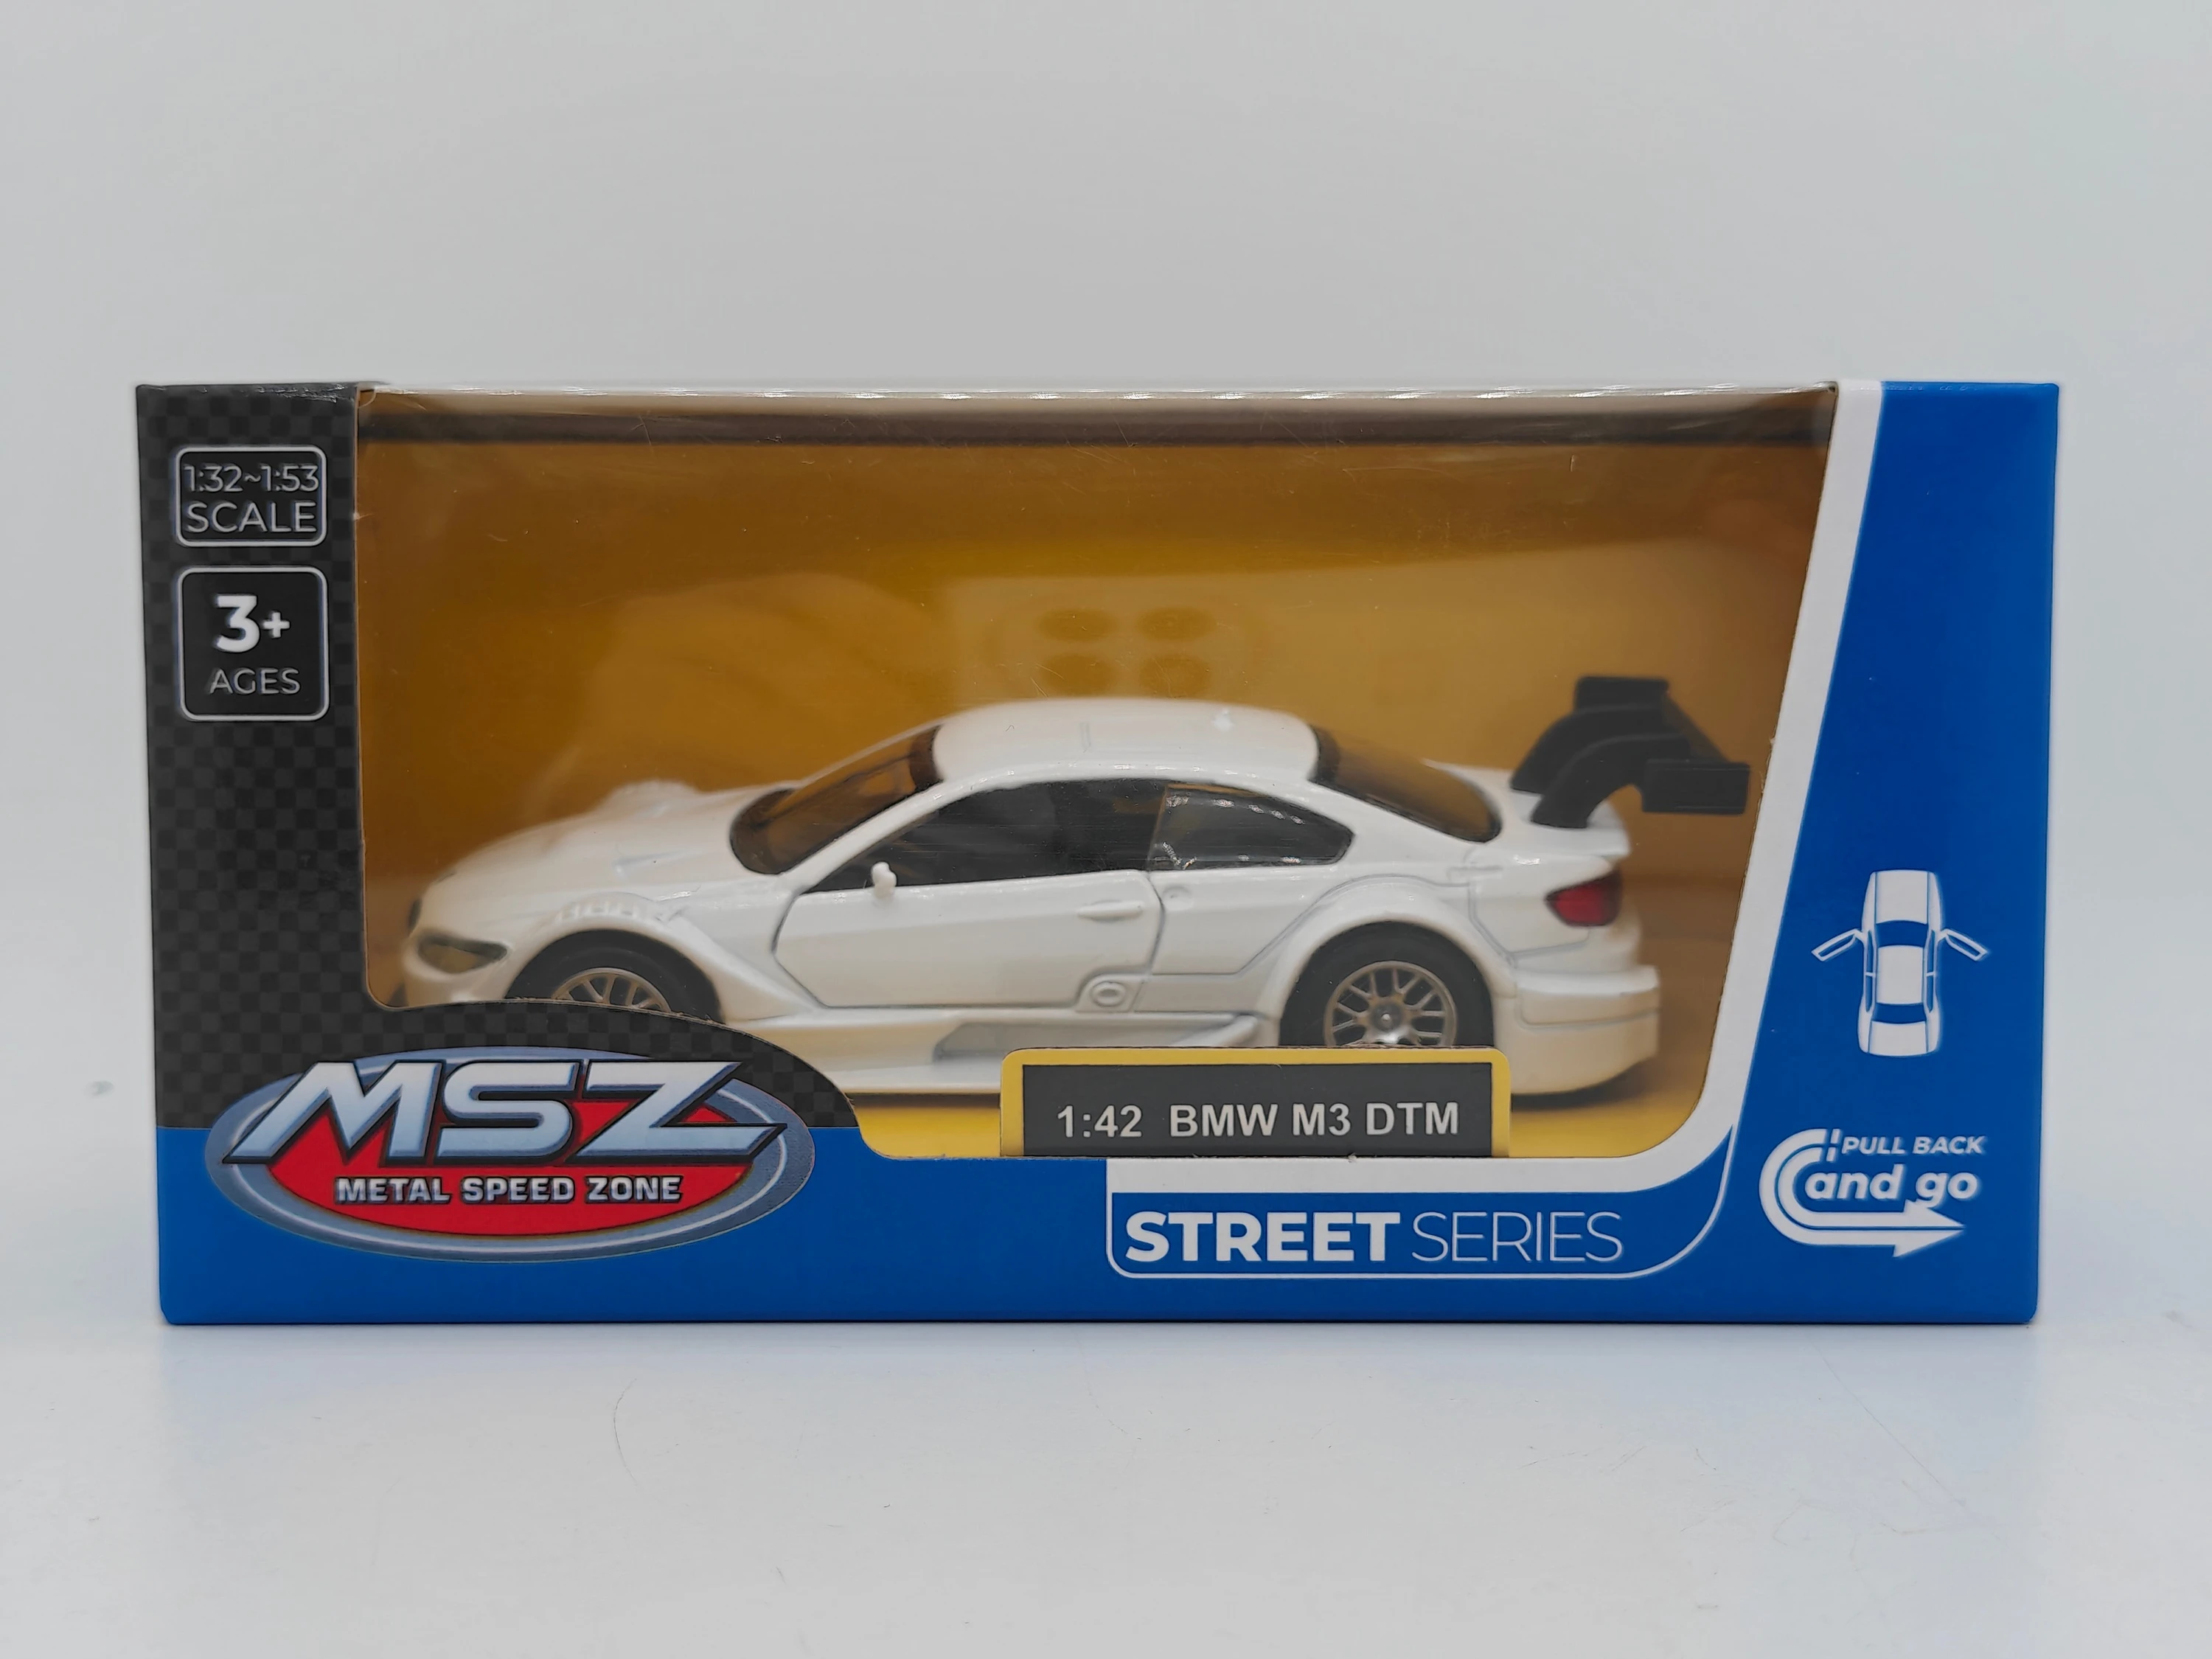 1:32~1:53
SCALE
3+
AGES
MSZ
METAL SPEED ZONE
1:42 BMW M3 DTM
STREET SERIES
PULL BACK
and go